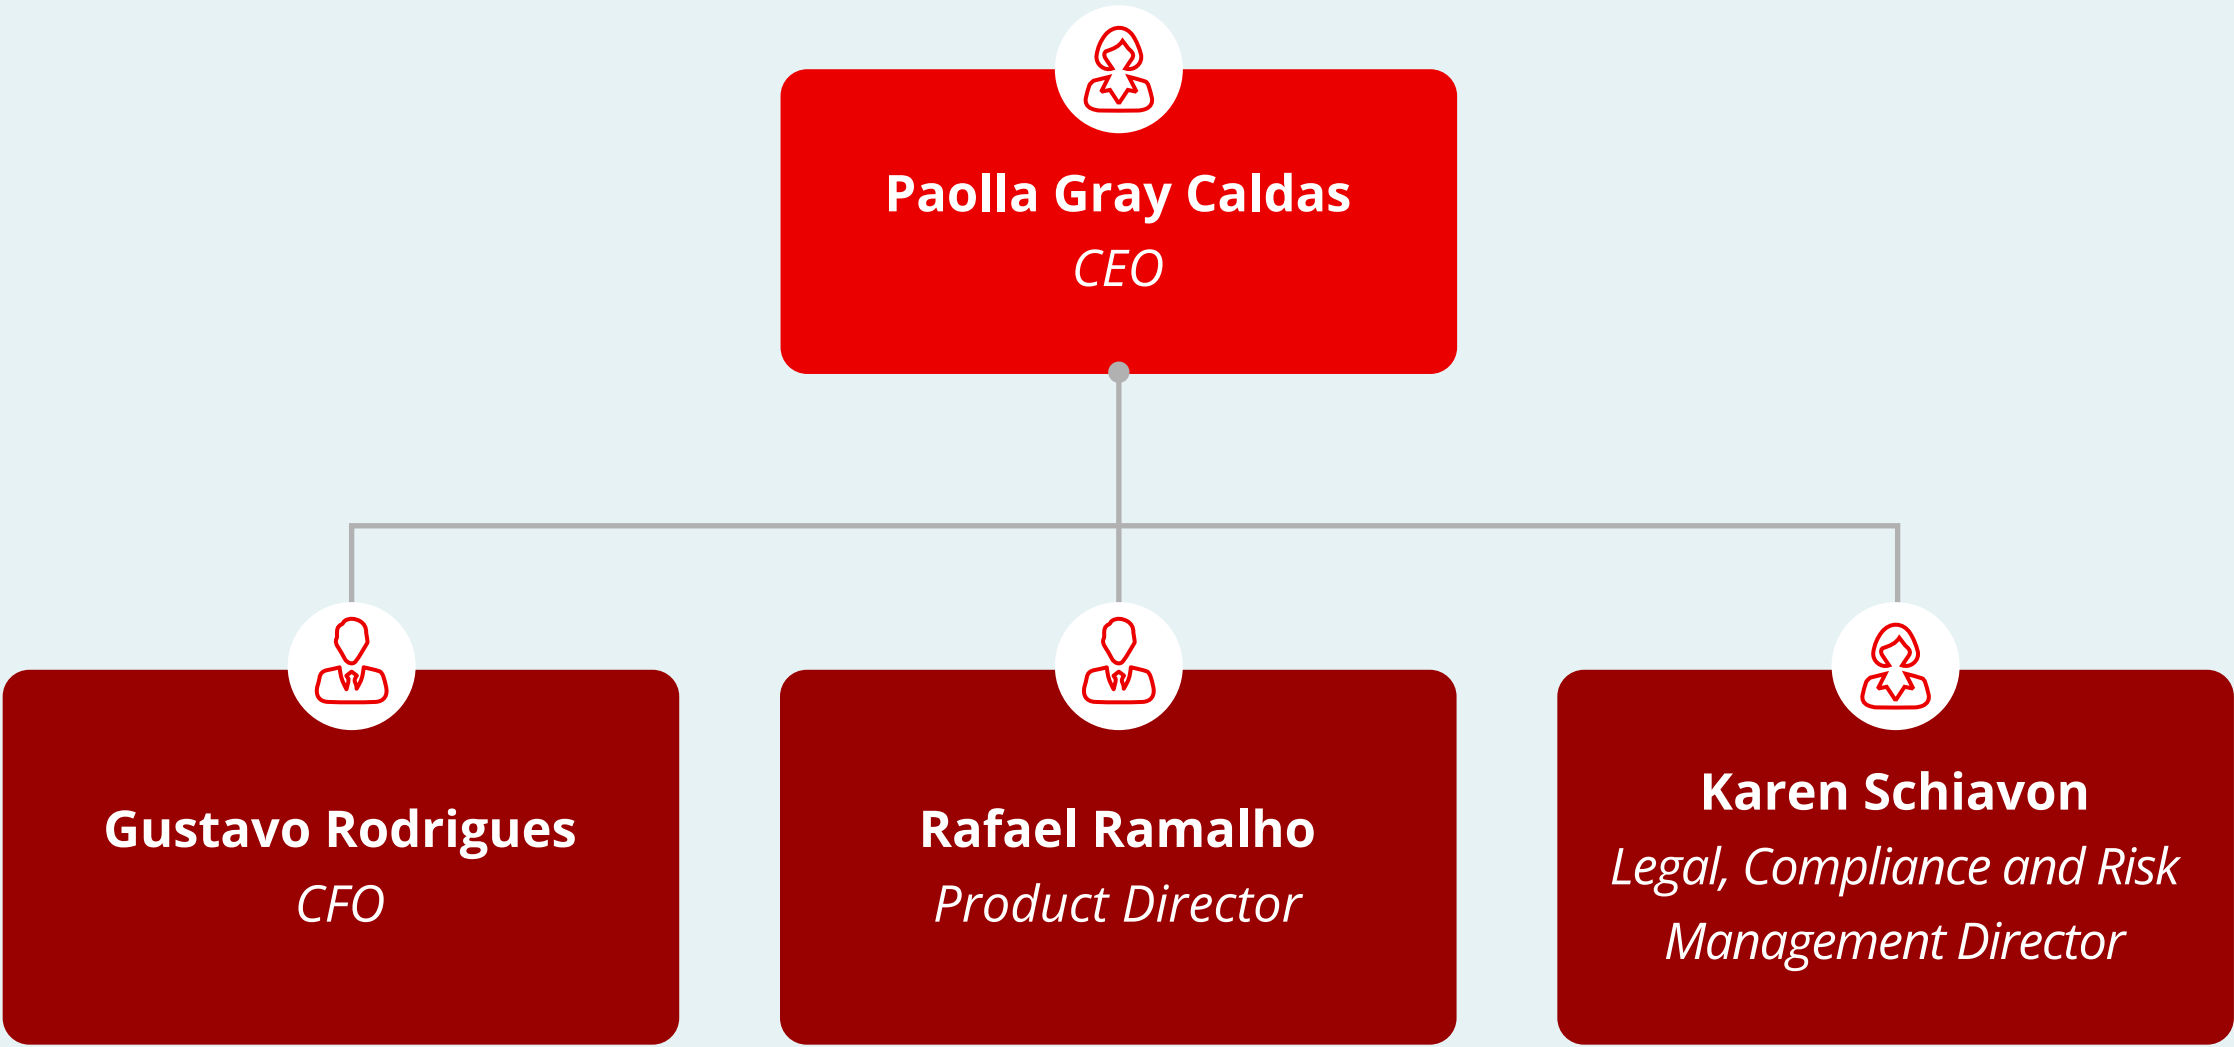 Paolla Gray Caldas
CEO
Gustavo Rodrigues
CFO
Rafael Ramalho
Product Director
Karen Schiavon
Legal, Compliance and Risk
Management Director